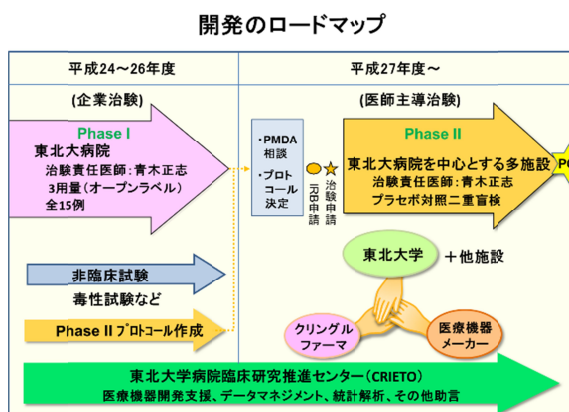 開発のロードマップ
平成24～26年度
平成27年度～
(企業治験)
(医師主導治験)
Phase I
東北大病院
治験責任医師：青木正志
3用量（オープンラベル）
全15例
・PMDA
相談
・プロト
コール
決定
IRB申請
治験申請
Phase II
東北大病院を中心とする多施設
治験責任医師：青木正志
プラセボ対照二重盲検
非臨床試験
毒性試験など
Phase II プロトコール作成
東北大学
＋他施設
クリングル
ファーマ
医療機器
メーカー
東北大学病院臨床研究推進センター（CRIETO）
医療機器開発支援、データマネジメント、統計解析、その他助言